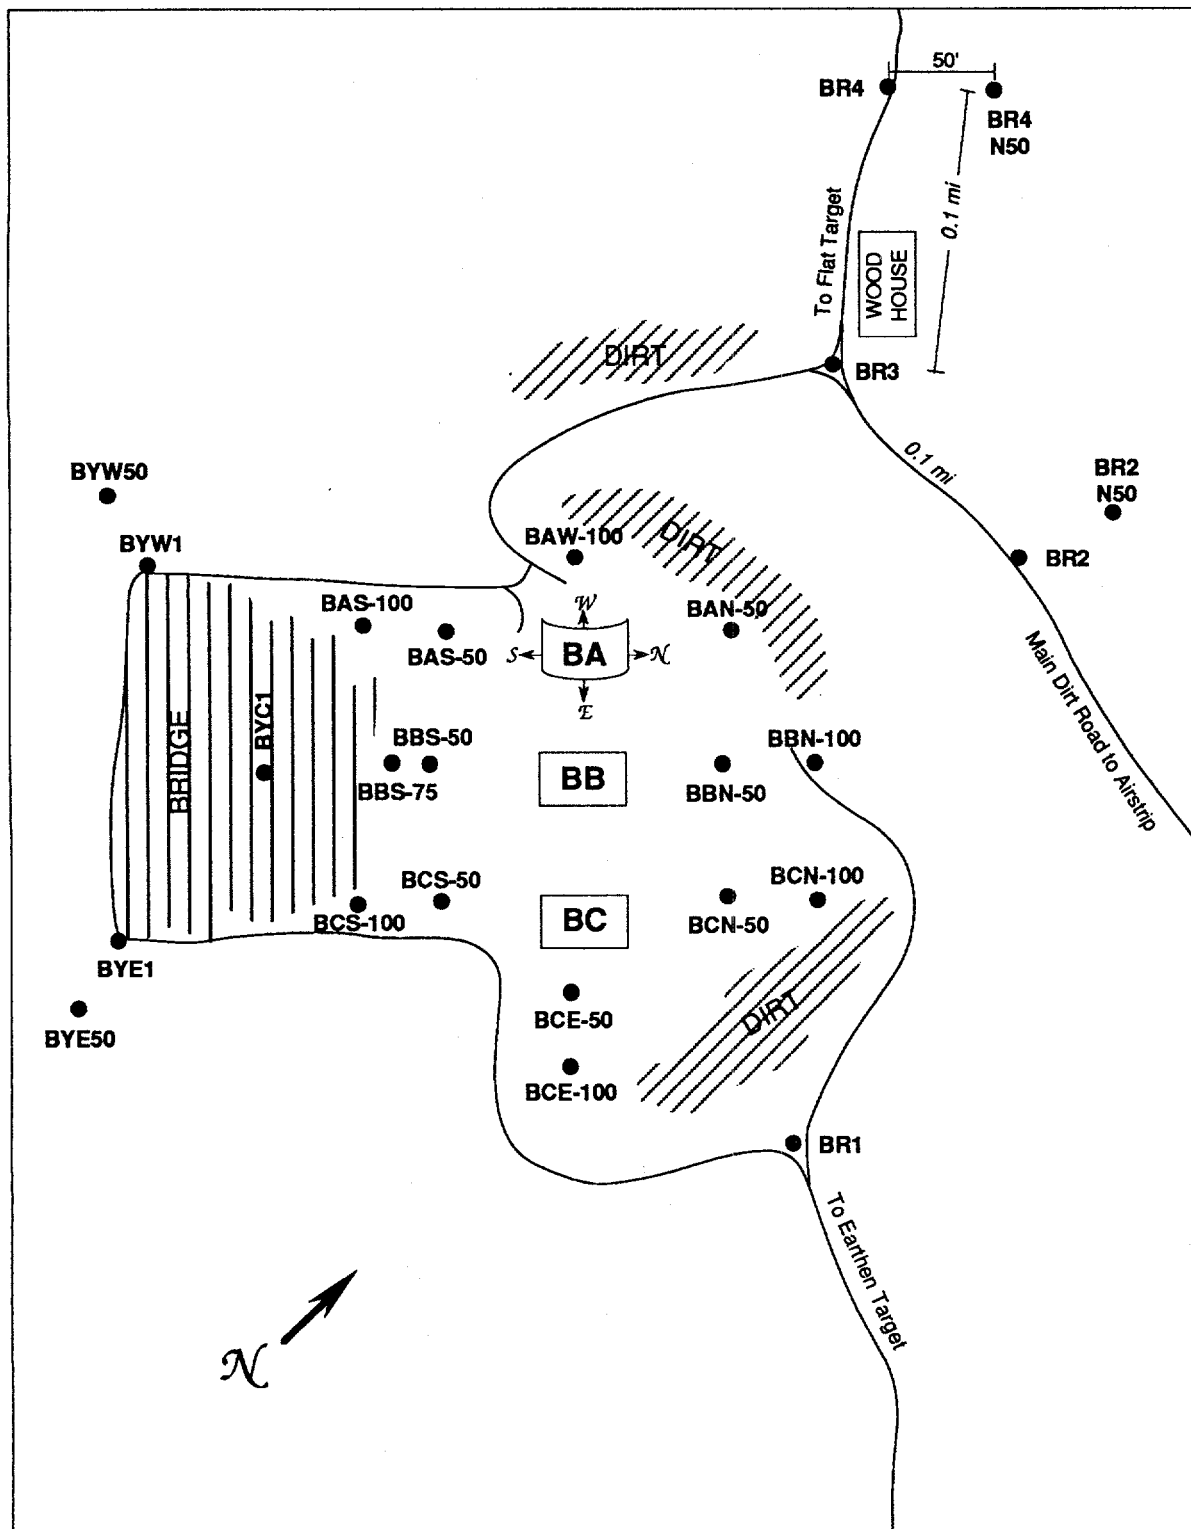 50'
BR4
BR4
N50
0.1 mi
To Flat Target
WOOD
HOUSE
DIRT
BR3
0.1 mi
BYW50
BR2
N50
BYW1
BAW-100
DIRT
BR2
BAS-100
W
BAN-50
BAS-50
S
BA
N
E
Main Dirt Road to Airstrip
BRIDGE
BYC1
BBS-50
BBN-100
BB
BBS-75
BBN-50
BCS-50
BCN-100
BCS-100
BC
BCN-50
BYE1
BCE-50
DIRT
BYE50
BCE-100
BR1
To Earthen Target
N